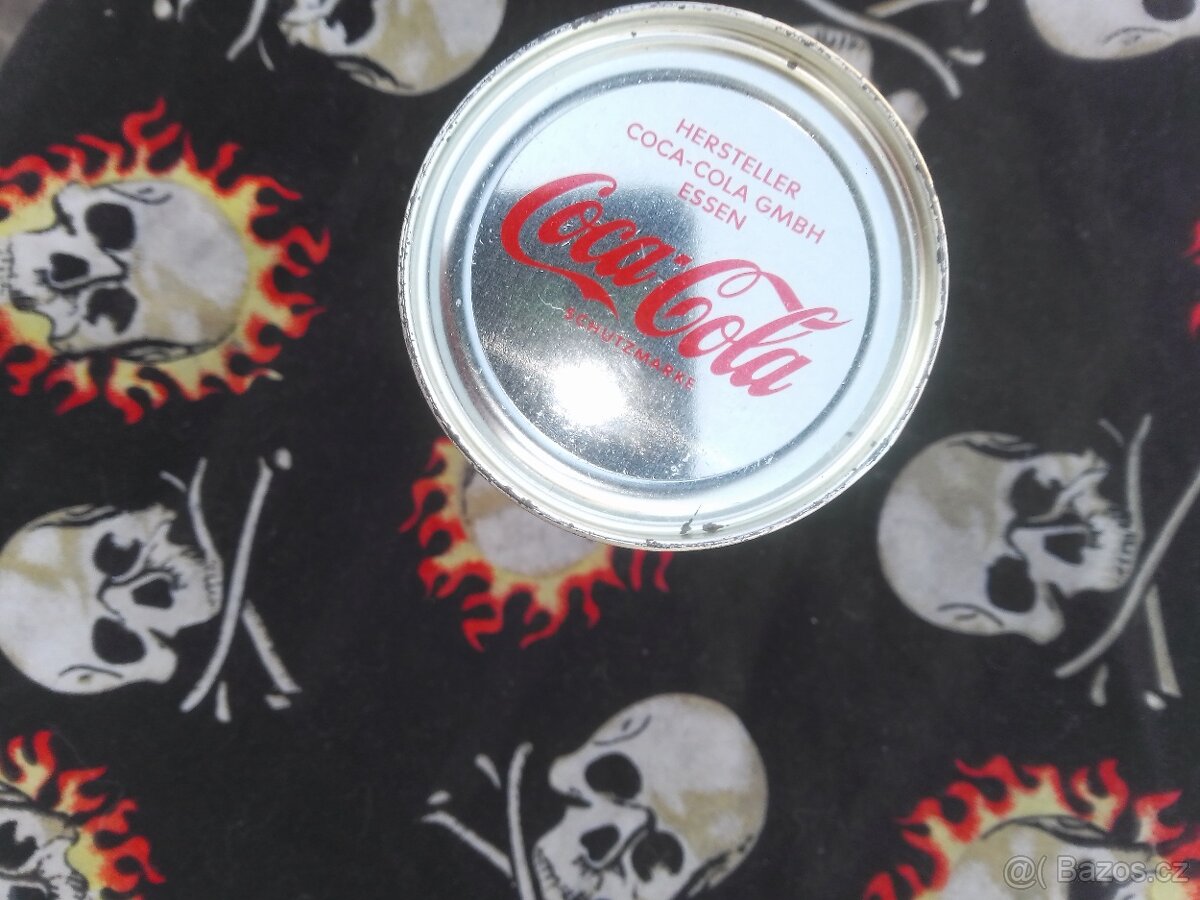 HERSTELLER
COCA-COLA GMBH
ESSEN
Coca-Cola
SCHUTZMARKE
@( Bazos.cz